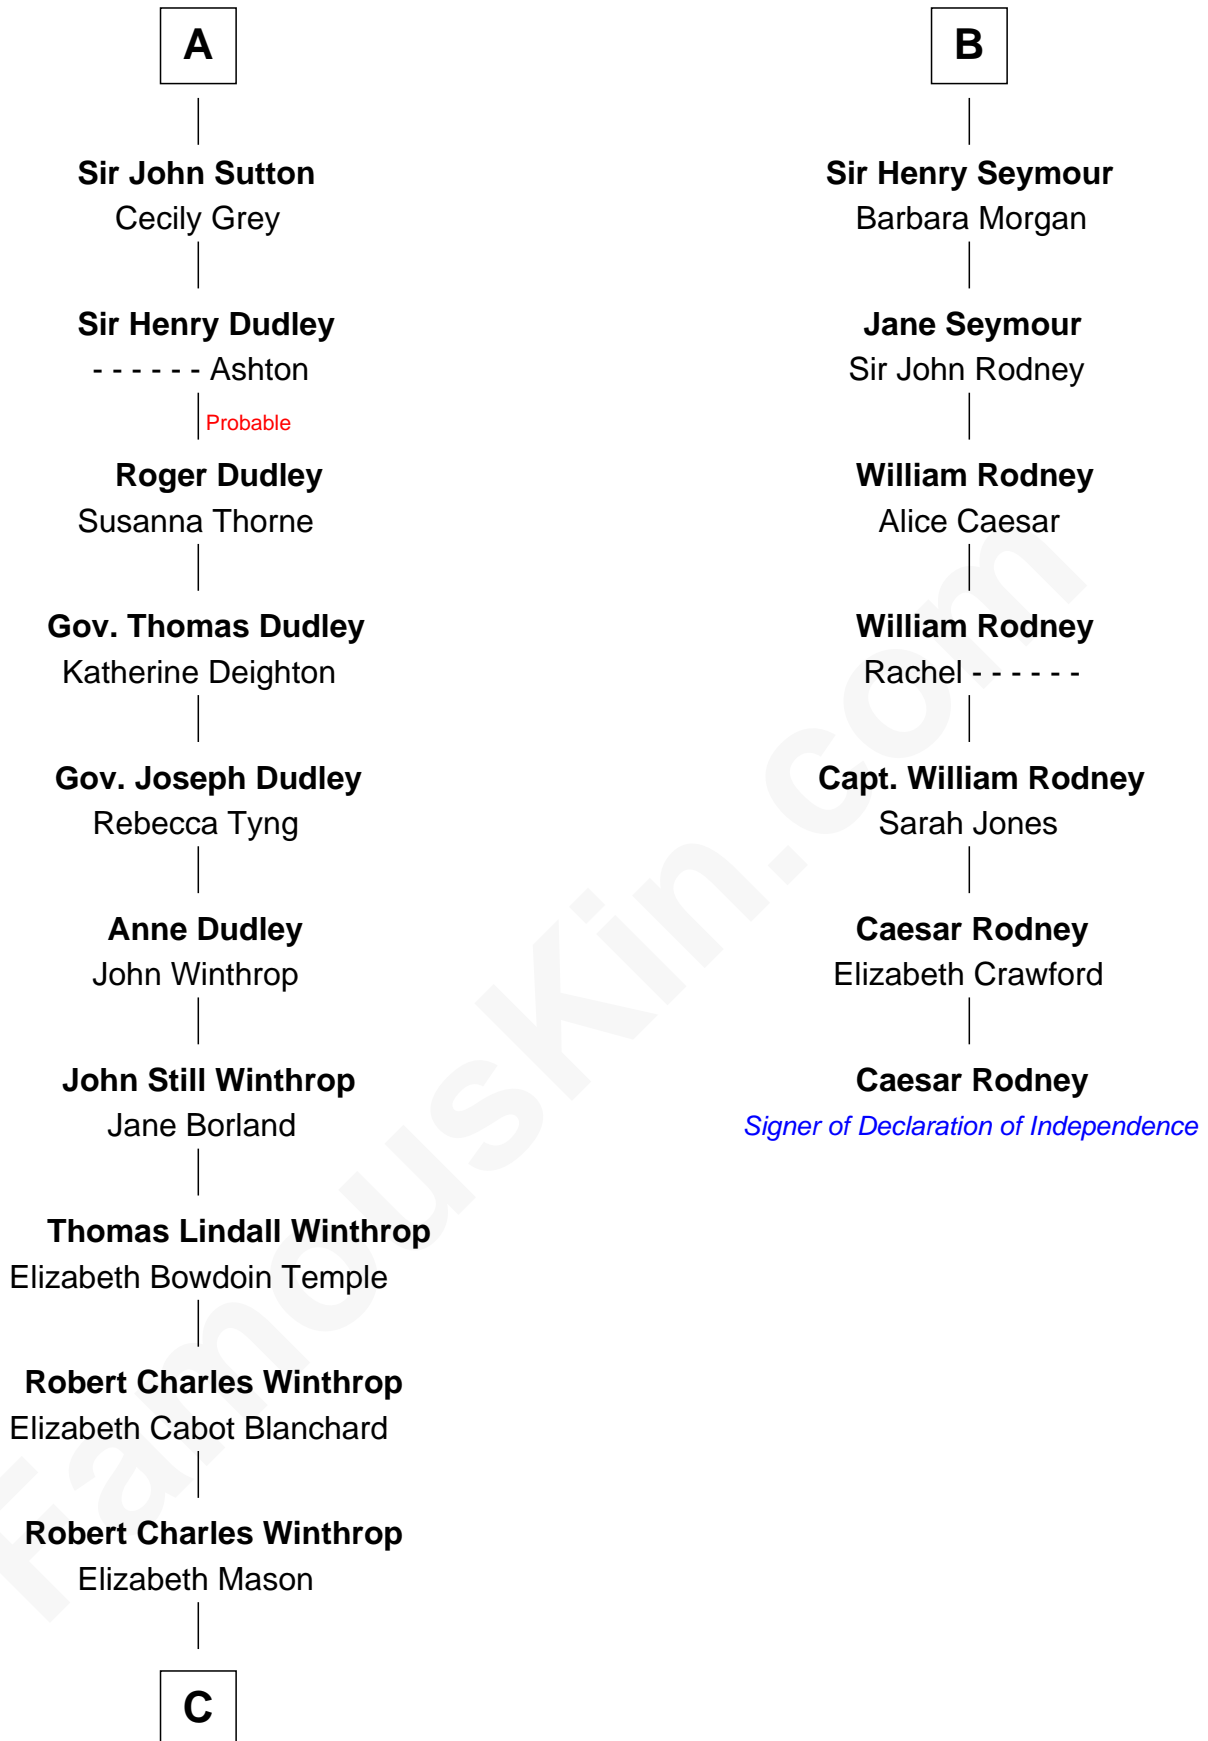 A
Sir John Sutton
Cecily Grey
Sir Henry Dudley
- - - - - - Ashton
Probable
Roger Dudley
Susanna Thorne
Gov. Thomas Dudley
Katherine Deighton
Gov. Joseph Dudley
Rebecca Tyng
Anne Dudley
John Winthrop
John Still Winthrop
Jane Borland
Thomas Lindall Winthrop
Elizabeth Bowdoin Temple
Robert Charles Winthrop
Elizabeth Cabot Blanchard
Robert Charles Winthrop
Elizabeth Mason
C
B
Sir Henry Seymour
Barbara Morgan
Jane Seymour
Sir John Rodney
William Rodney
Alice Caesar
William Rodney
Rachel - - - - - -
Capt. William Rodney
Sarah Jones
Caesar Rodney
Elizabeth Crawford
Caesar Rodney
Signer of Declaration of Independence
FamousKin.com